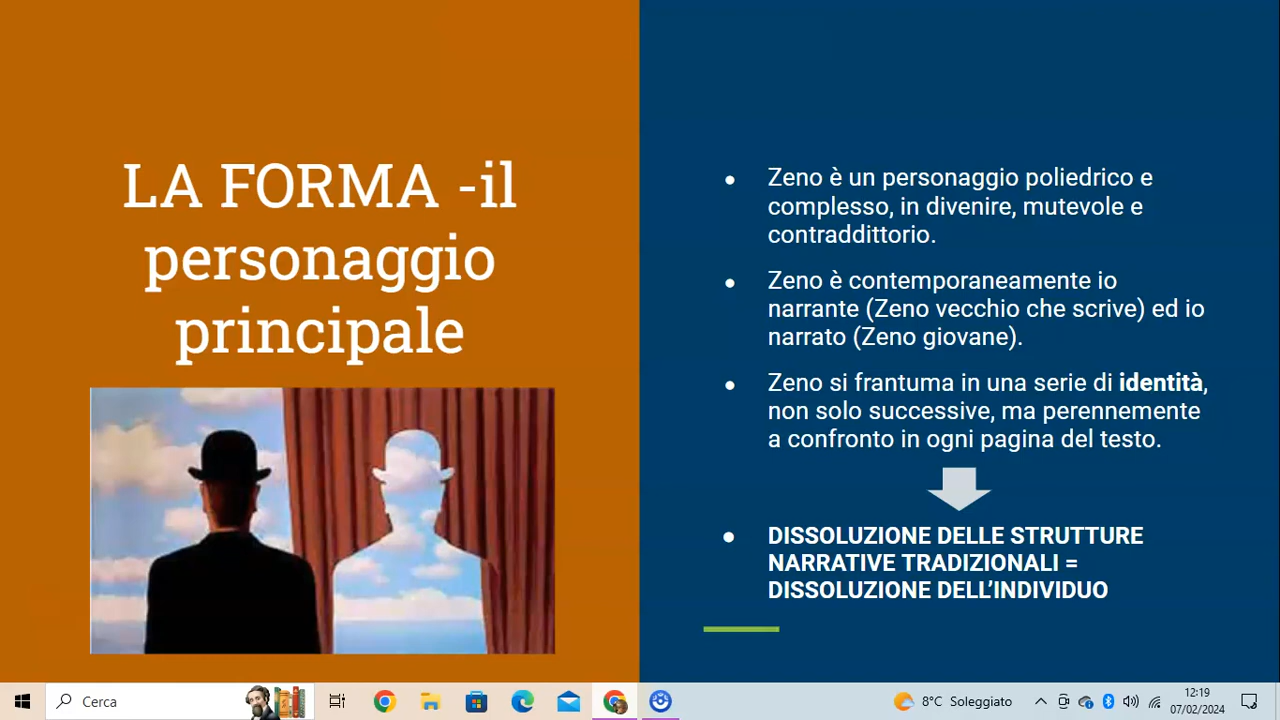 LA FORMA -il
personaggio
principale
Zeno è un personaggio poliedrico e
complesso, in divenire, mutevole e
contraddittorio.
Zeno è contemporaneamente io
narrante (Zeno vecchio che scrive) ed io
narrato (Zeno giovane).
Zeno si frantuma in una serie di identità,
non solo successive, ma perennemente
a confronto in ogni pagina del testo.
DISSOLUZIONE DELLE STRUTTURE
NARRATIVE TRADIZIONALI =
DISSOLUZIONE DELL’INDIVIDUO
Cerca
8°C Soleggiato
12:19
07/02/2024